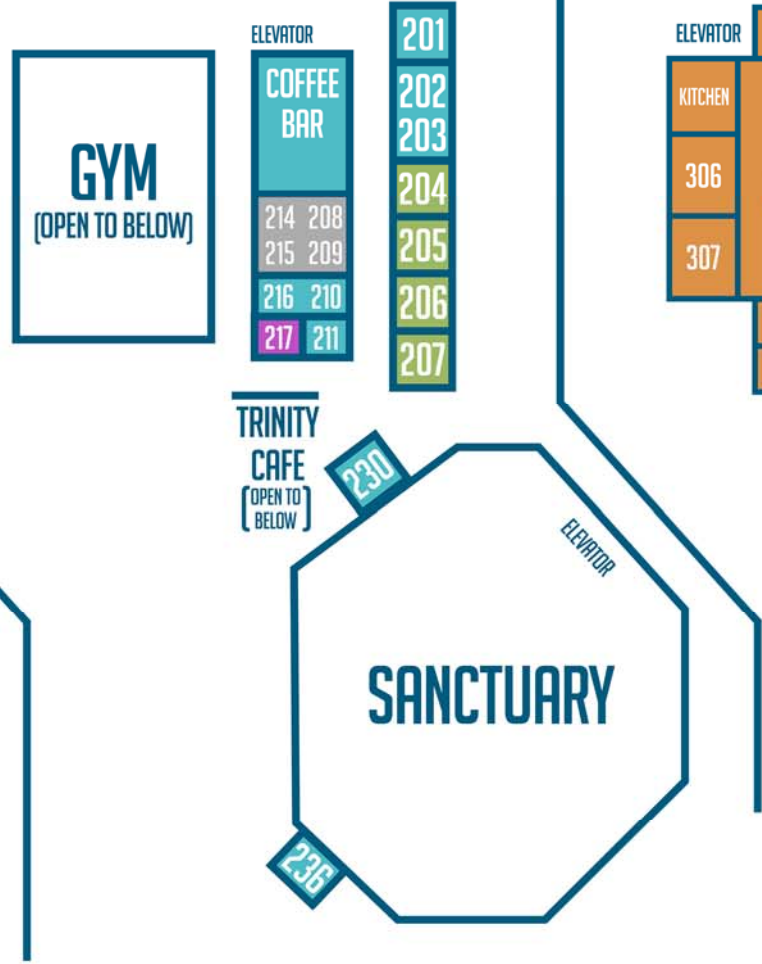 ELEVATOR
COFFEE
BAR
GYM
(OPEN TO BELOW)
214 208
215 209
216 210
217 211
201
202
203
204
205
206
207
ELEVATOR
KITCHEN
306
307
TRINITY
CAFE
[OPEN TO
BELOW]
230
ELEVATOR
SANCTUARY
236